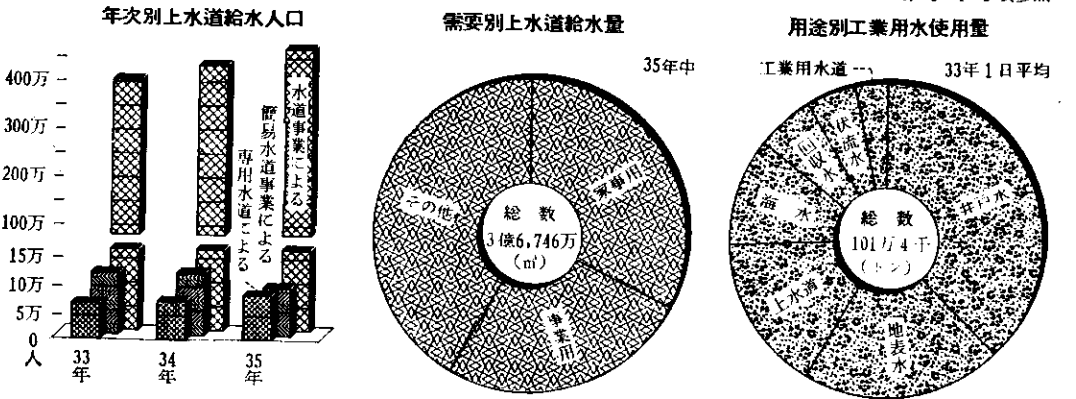 年次別上水道給水人口
400万
300万
200万
100万
15万
10万
5万
0
人
33年
34年
35年
専用水道による
簡易水道事業による
水道事業による
需要別上水道給水量
35年中
家事用
事業用
その他
総数
3億6,746万
(㎥)
用途別工業用水使用量
33年1日平均
工業用水道
井戸水
地表水
上水道
海水
回収水
伏流水
総数
101万4千
(トン)